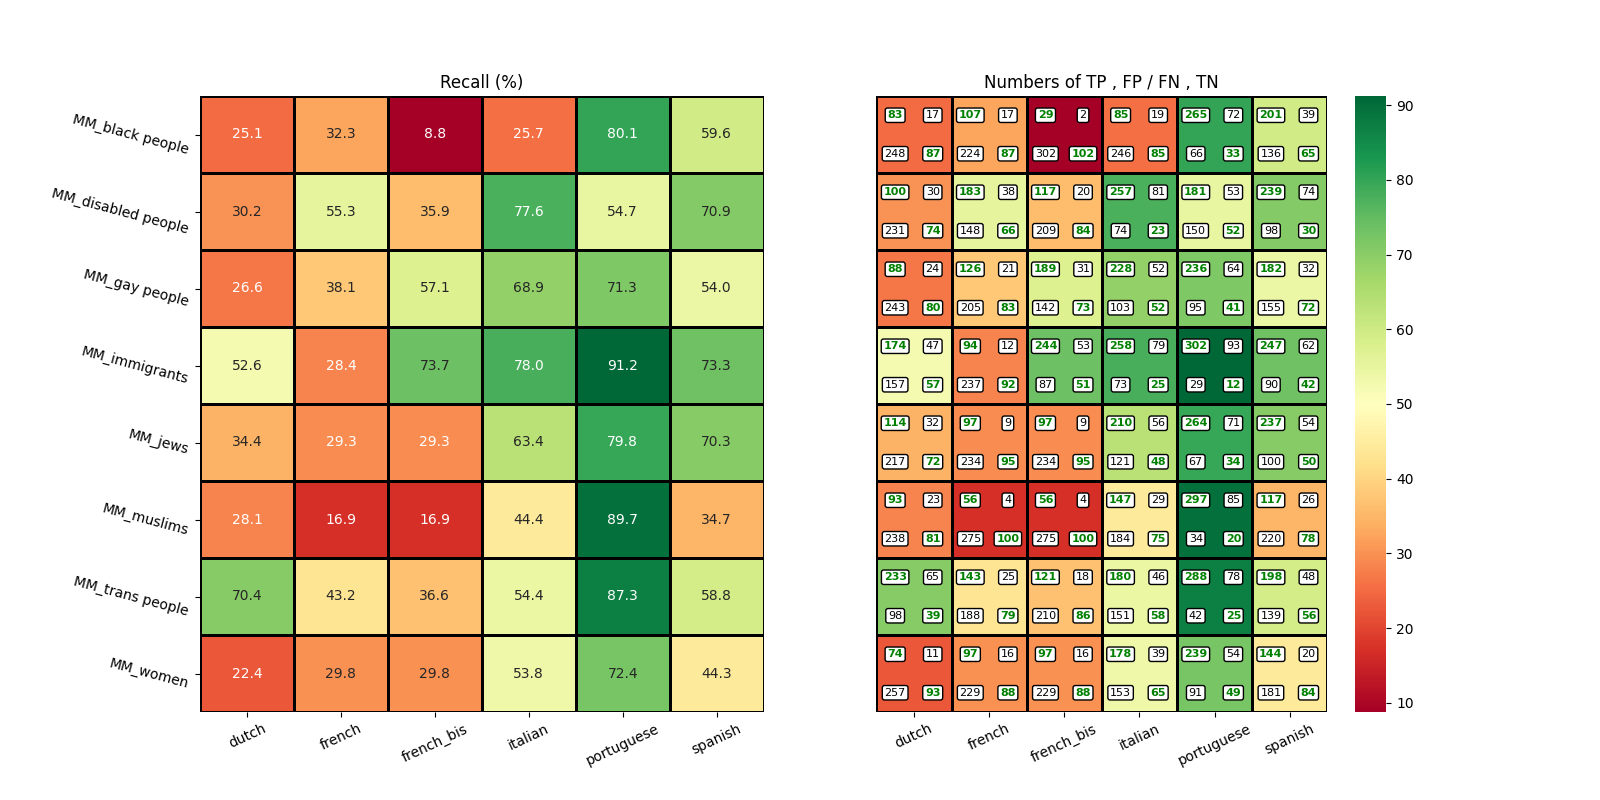 Recall (%)
Numbers of TP , FP / FN , TN
MM_black people 25.1 32.3 8.8 25.7 80.1 59.6
MM_disabled people 30.2 55.3 35.9 77.6 54.7 70.9
MM_gay people 26.6 38.1 57.1 68.9 71.3 54.0
MM_immigrants 52.6 28.4 73.7 78.0 91.2 73.3
MM_jews 34.4 29.3 29.3 63.4 79.8 70.3
MM_muslims 28.1 16.9 16.9 44.4 89.7 34.7
MM_trans people 70.4 43.2 36.6 54.4 87.3 58.8
MM_women 22.4 29.8 29.8 53.8 72.4 44.3
dutch french french_bis italian portuguese spanish
83 17 107 17 29 2 85 19 265 72 201 39
248 87 224 87 302 102 246 85 66 33 136 65
100 30 183 38 117 20 257 81 181 53 239 74
231 74 148 66 209 84 74 23 150 52 98 30
88 24 126 21 189 31 228 52 236 64 182 32
243 80 205 83 142 73 103 52 95 41 155 72
174 47 94 12 244 53 258 79 302 93 247 62
157 57 237 92 87 51 73 25 29 12 90 42
114 32 97 9 97 9 210 56 264 71 237 54
217 72 234 95 234 95 121 48 67 34 100 50
93 23 56 4 56 4 147 29 297 85 117 26
238 81 275 100 275 100 184 75 34 20 220 78
233 65 143 25 121 18 180 46 288 78 198 48
98 39 188 79 210 86 151 58 42 25 139 56
74 11 97 16 97 16 178 39 239 54 144 20
257 93 229 88 229 88 153 65 91 49 181 84
dutch french french_bis italian portuguese spanish
90
80
70
60
50
40
30
20
10